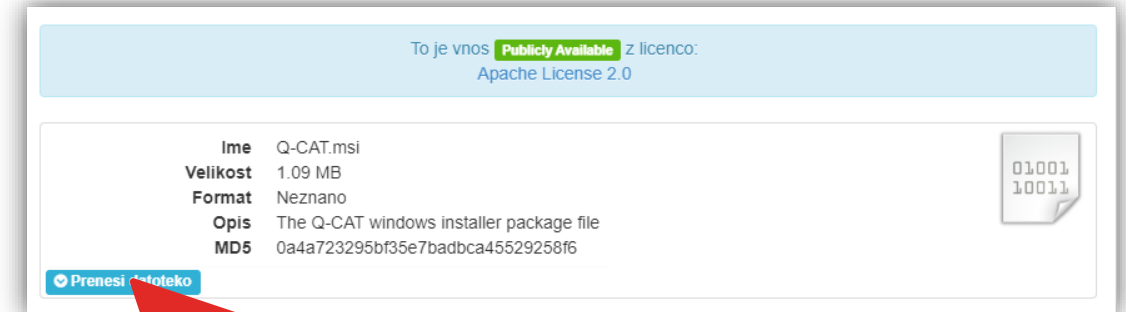 To je vnos Publicly Available z licenco:
Apache License 2.0
Ime Q-CAT.msi
Velikost 1.09 MB
Format Neznano
Opis The Q-CAT windows installer package file
MD5 0a4a723295bf35e7badbca45529258f6
01001
10011
Prenesi datoteko